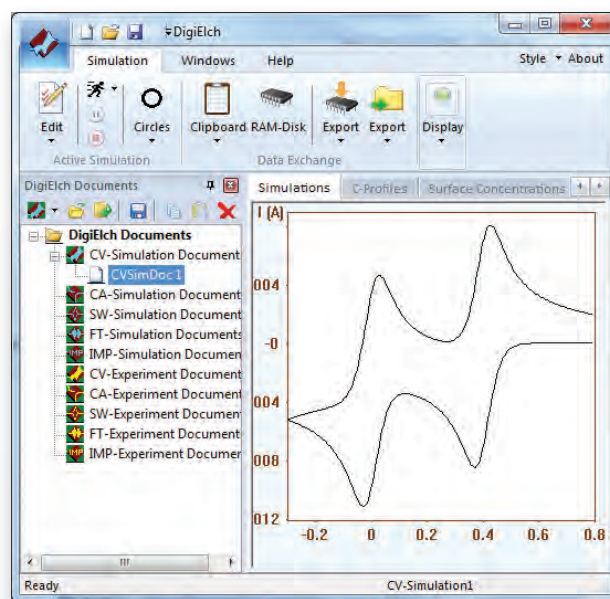 DigiElch
Simulation Windows Help Style About
Edit Circles Clipboard RAM-Disk Export Export Display
Active Simulation Data Exchange
DigiElch Documents
Simulations C-Profiles Surface Concentrations
DigiElch Documents
CV-Simulation Document
CVSimDoc 1
CA-Simulation Document
SW-Simulation Document
FT-Simulation Documents
IMP-Simulation Documen
CV-Experiment Document
CA-Experiment Document
SW-Experiment Document
FT-Experiment Document
IMP-Experiment Documer
I (A)
004
-0
004
008
012
-0.2 0 0.2 0.4 0.6 0.8
Ready CV-Simulation1